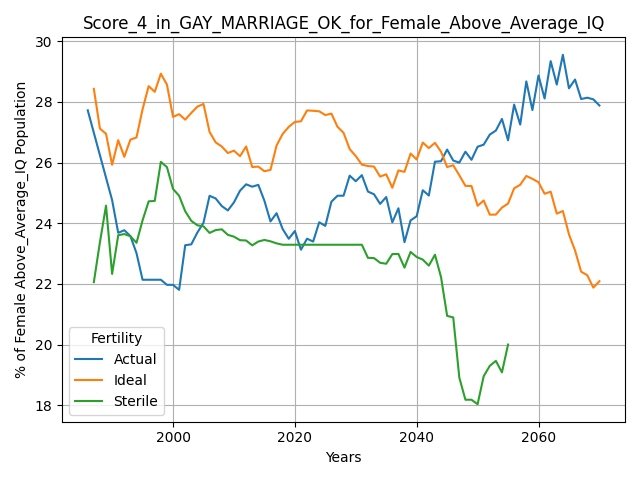 Score_4_in_GAY_MARRIAGE_OK_for_Female_Above_Average_IQ
% of Female Above_Average_IQ Population
30
28
26
24
22
20
18
Fertility
Actual
Ideal
Sterile
2000 2020 2040 2060
Years